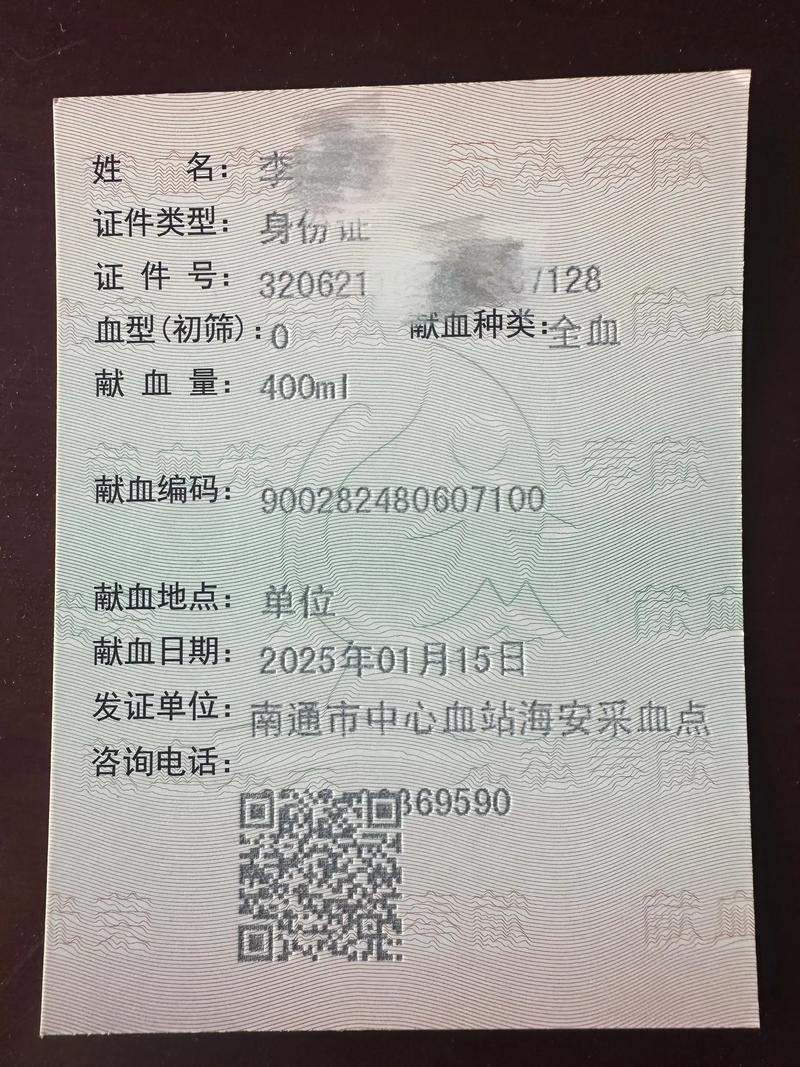 姓 名： 李
证件类型： 身份证
证 件 号： 320621 7128
血型(初筛)：O 献血种类：全血
献 血 量： 400ml
献血编码： 900282480607100
献血地点： 单位
献血日期： 2025年01月15日
发证单位： 南通市中心血站海安采血点
咨询电话：
369590